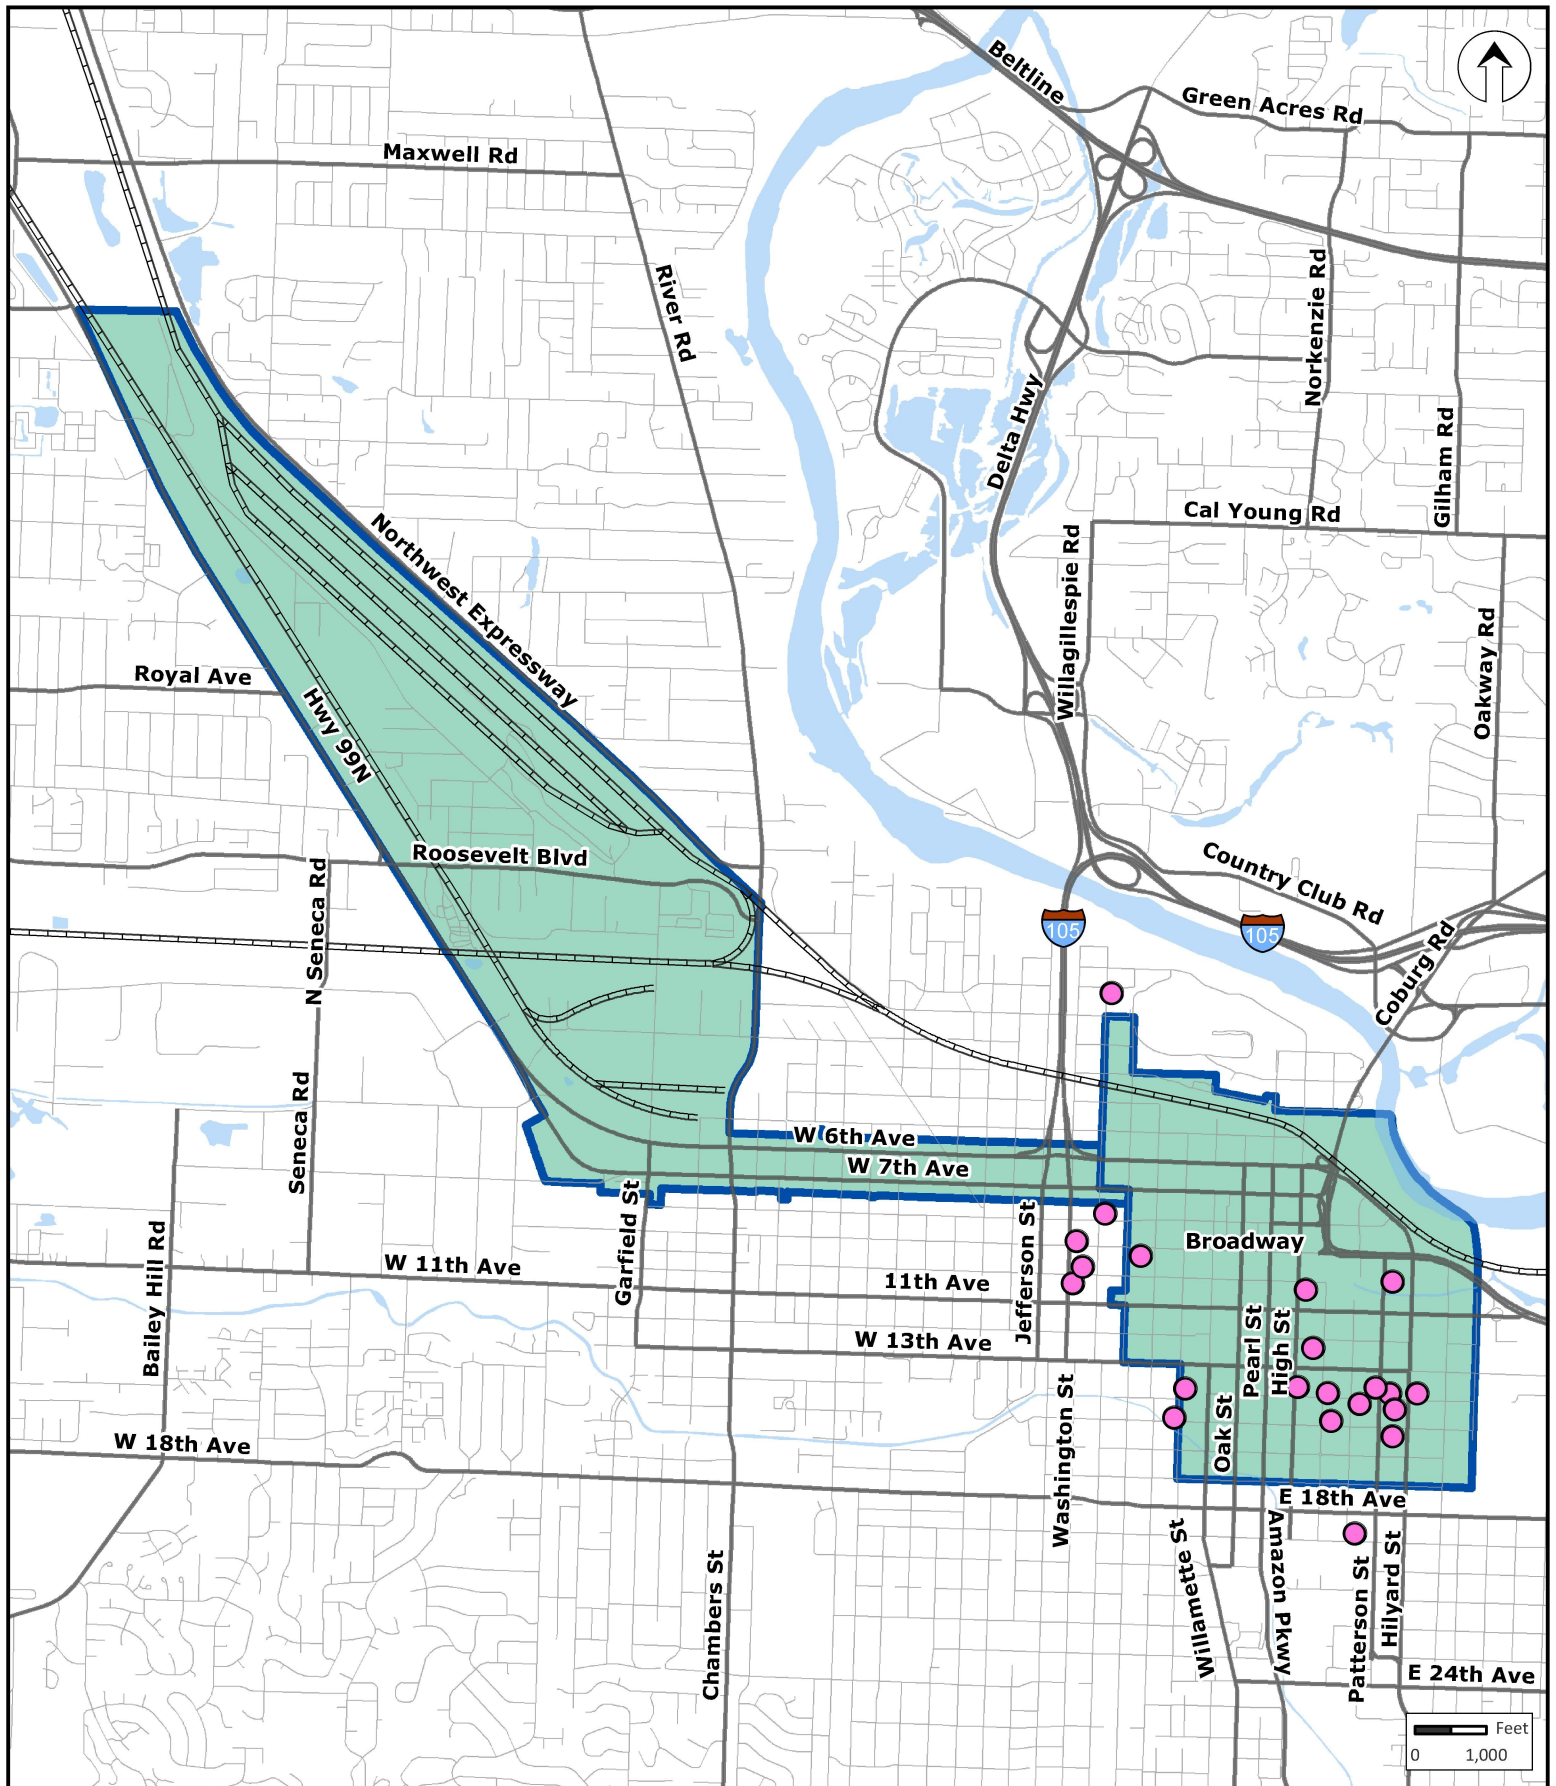 Beltline
Green Acres Rd
Maxwell Rd
River Rd
Norkenzie Rd
Delta Hwy
Gilham Rd
Cal Young Rd
Northwest Expressway
Willagillespie Rd
Oakway Rd
Royal Ave
Hwy 99N
Roosevelt Blvd
Country Club Rd
N Seneca Rd
105
105
Coburg Rd
Seneca Rd
W 6th Ave
W 7th Ave
Garfield St
Jefferson St
Broadway
Bailey Hill Rd
W 11th Ave
11th Ave
Pearl St
High St
W 13th Ave
Washington St
Oak St
W 18th Ave
E 18th Ave
Willamette St
Amazon Pkwy
Chambers St
Patterson St
Hilyard St
E 24th Ave
Feet
0 1,000